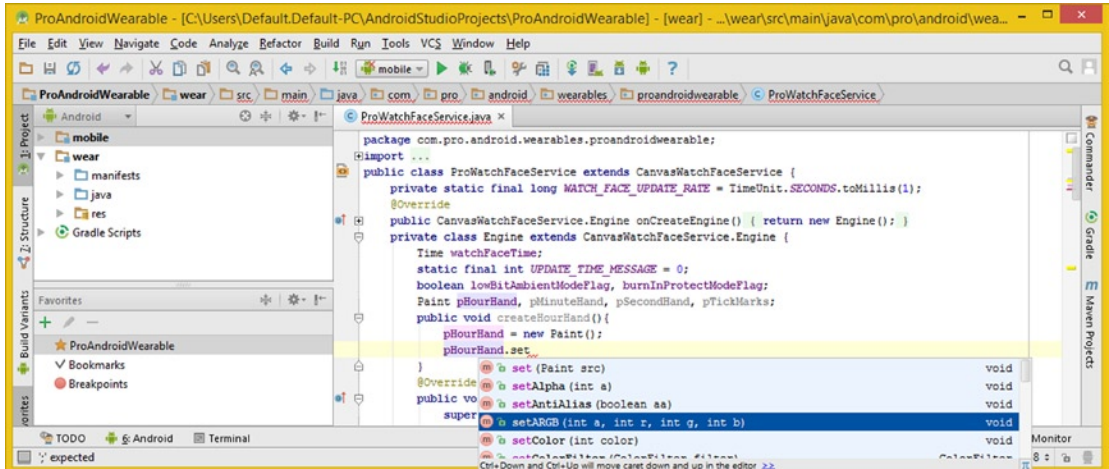 ProAndroidWearable - [C:\Users\Default.Default-PC\AndroidStudioProjects\ProAndroidWearable] - [wear] - ...\wear\src\main\java\com\pro\android\wea...
File Edit View Navigate Code Analyze Refactor Build Run Tools VCS Window Help
mobile
ProAndroidWearable wear src main java com pro android wearables proandroidwearable ProWatchFaceService
1: Project
Android
mobile
wear
manifests
java
res
Gradle Scripts
Z: Structure
Favorites
ProAndroidWearable
Bookmarks
Breakpoints
Build Variants
ProWatchFaceService.java
package com.pro.android.wearables.proandroidwearable;
import ...
public class ProWatchFaceService extends CanvasWatchFaceService {
private static final long WATCH_FACE_UPDATE_RATE = TimeUnit.SECONDS.toMillis(1);
@Override
public CanvasWatchFaceService.Engine onCreateEngine() { return new Engine(); }
private class Engine extends CanvasWatchFaceService.Engine {
Time watchFaceTime;
static final int UPDATE_TIME_MESSAGE = 0;
boolean lowBitAmbientModeFlag, burnInProtectModeFlag;
Paint pHourHand, pMinuteHand, pSecondHand, pTickMarks;
public void createHourHand(){
pHourHand = new Paint();
pHourHand.set
}
@Override
public vo
super
set (Paint src) void
setAlpha (int a) void
setAntiAlias (boolean aa) void
setARGB (int a, int r, int g, int b) void
setColor (int color) void
setColorFilter (ColorFilter filter) ColorFilter
Ctrl+Down and Ctrl+Up will move caret down and up in the editor >>
Commander
Gradle
Maven Projects
TODO 6: Android Terminal
Monitor
';' expected